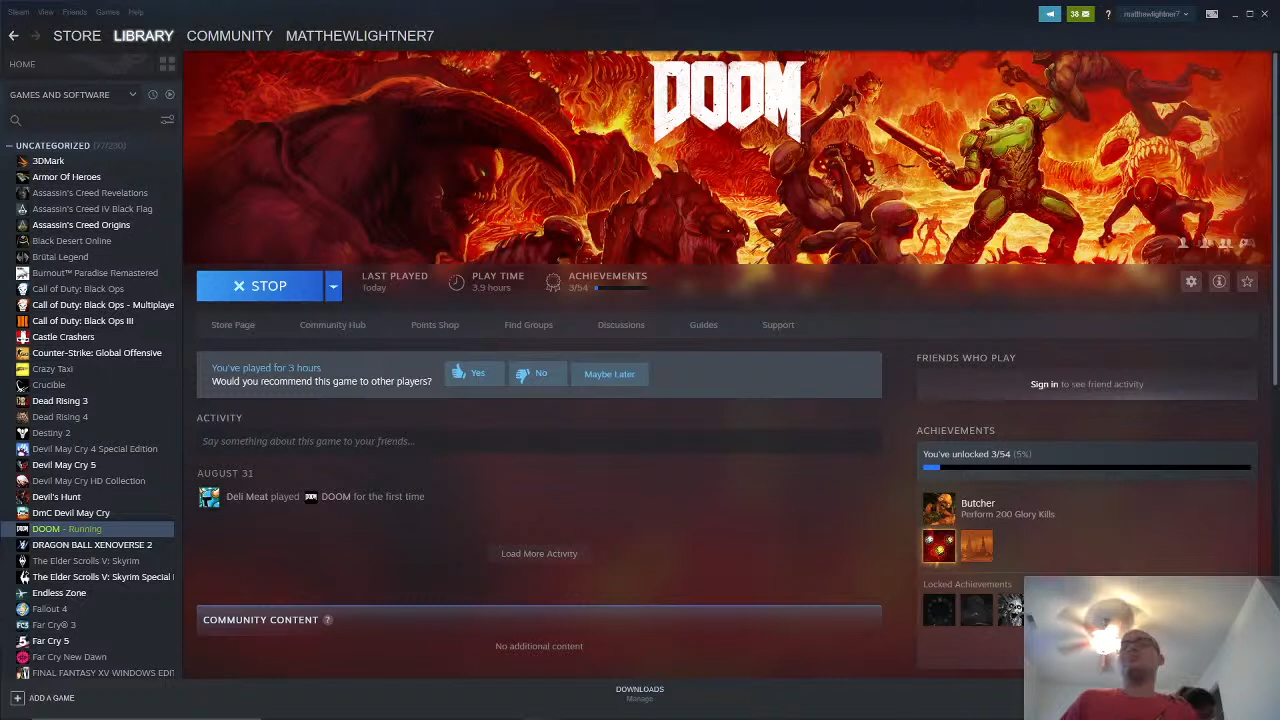 Steam View Friends Games Help
38
?
matthewlightner7
STORE LIBRARY COMMUNITY MATTHEWLIGHTNER7
HOME
GAMES AND SOFTWARE
UNCATEGORIZED (77/230)
3DMark
Armor Of Heroes
Assassin's Creed Revelations
Assassin's Creed IV Black Flag
Assassin's Creed Origins
Black Desert Online
Brütal Legend
Burnout™ Paradise Remastered
Call of Duty: Black Ops
Call of Duty: Black Ops - Multiplaye
Call of Duty: Black Ops III
Castle Crashers
Counter-Strike: Global Offensive
Crazy Taxi
Crucible
Dead Rising 3
Dead Rising 4
Destiny 2
Devil May Cry 4 Special Edition
Devil May Cry 5
Devil May Cry HD Collection
Devil's Hunt
DmC Devil May Cry
DOOM - Running
DRAGON BALL XENOVERSE 2
The Elder Scrolls V: Skyrim
The Elder Scrolls V: Skyrim Special I
Endless Zone
Fallout 4
Far Cry® 3
Far Cry 5
Far Cry New Dawn
FINAL FANTASY XV WINDOWS EDIT
ADD A GAME
DOOM
STOP
LAST PLAYED
Today
PLAY TIME
3.9 hours
ACHIEVEMENTS
3/54
Store Page Community Hub Points Shop Find Groups Discussions Guides Support
You've played for 3 hours
Would you recommend this game to other players?
Yes
No
Maybe Later
ACTIVITY
Say something about this game to your friends...
AUGUST 31
Deli Meat played DOOM for the first time
Load More Activity
COMMUNITY CONTENT ?
No additional content
FRIENDS WHO PLAY
Sign in to see friend activity
ACHIEVEMENTS
You've unlocked 3/54 (5%)
Butcher
Perform 200 Glory Kills
Locked Achievements
DOWNLOADS
Manage